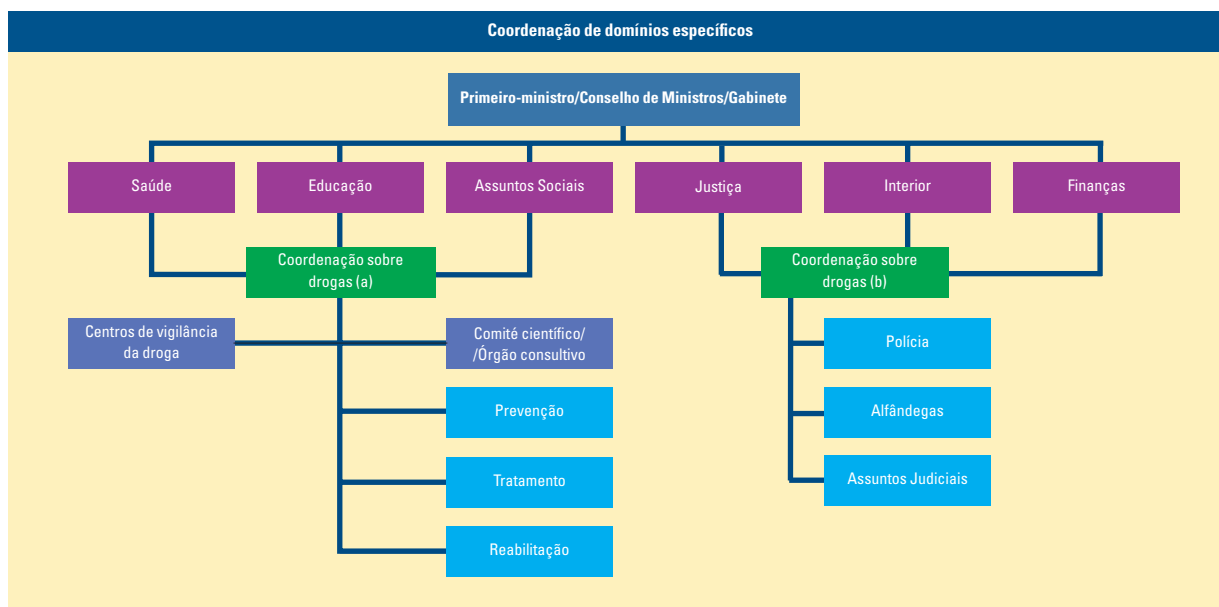 Coordenação de domínios específicos
Primeiro-ministro/Conselho de Ministros/Gabinete
Saúde
Educação
Assuntos Sociais
Justiça
Interior
Finanças
Coordenação sobre
drogas (a)
Coordenação sobre
drogas (b)
Centros de vigilância
da droga
Comité científico/
/Órgão consultivo
Polícia
Prevenção
Alfândegas
Tratamento
Assuntos Judiciais
Reabilitação